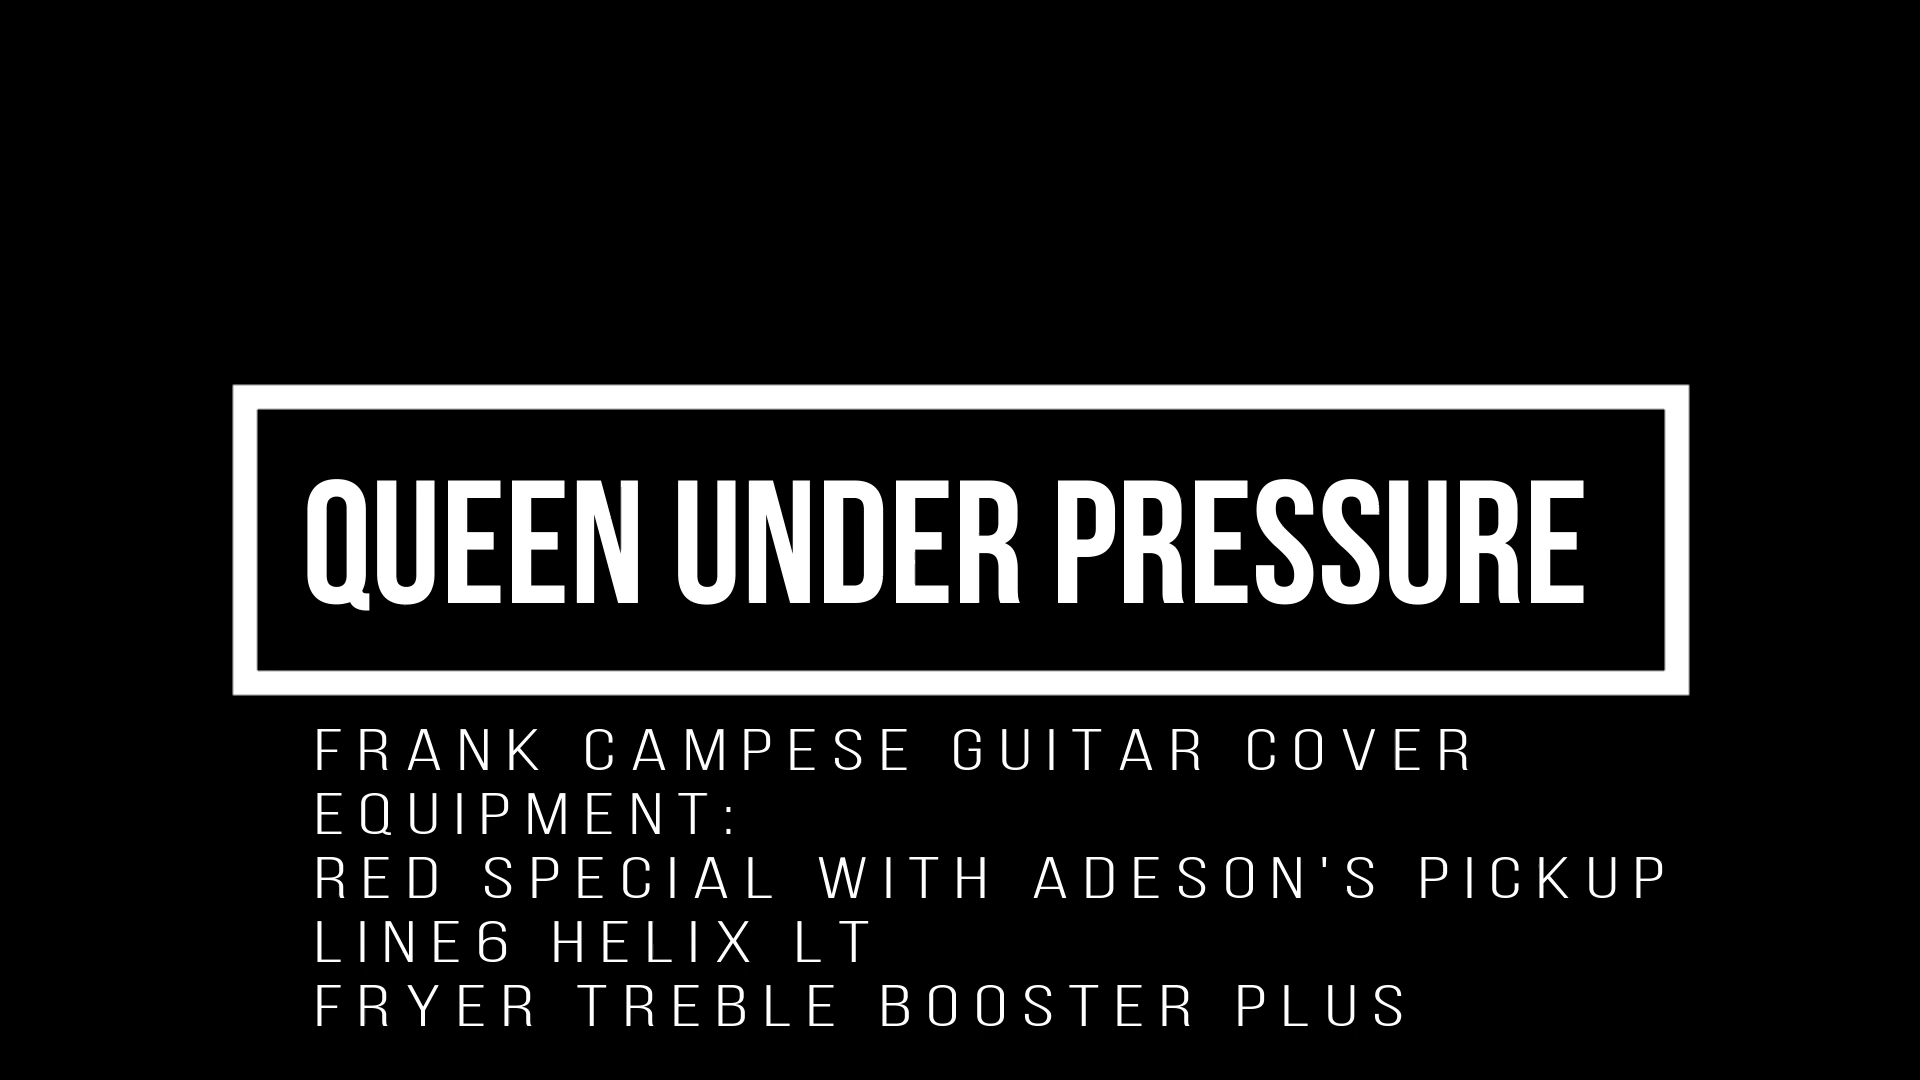 QUEEN UNDER PRESSURE
FRANK CAMPESE GUITAR COVER
EQUIPMENT:
RED SPECIAL WITH ADESON'S PICKUP
LINE6 HELIX LT
FRYER TREBLE BOOSTER PLUS